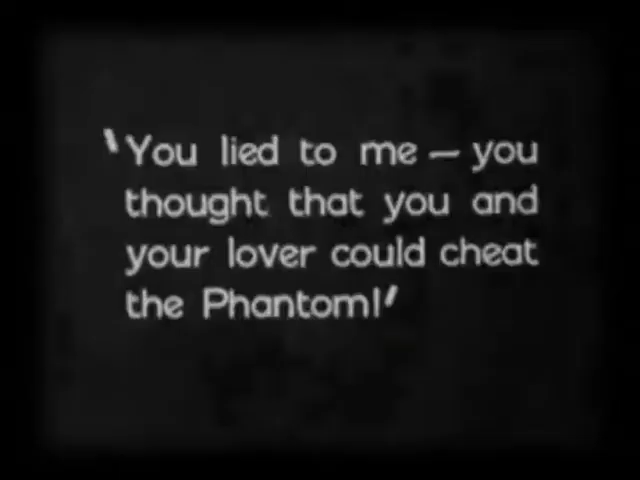 "You lied to me — you
thought that you and
your lover could cheat
the Phantom!"